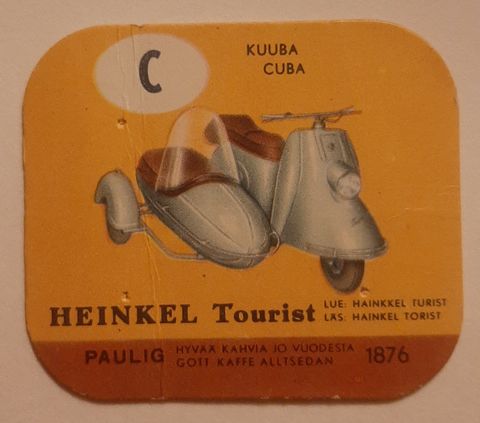 C
KUUBA
CUBA
HEINKEL Tourist
LUE: HAINKKEL TURIST
LÄS: HAINKEL TORIST
PAULIG
HYVÄÄ KAHVIA JO VUODESTA
GOTT KAFFE ALLTSEDAN
1876